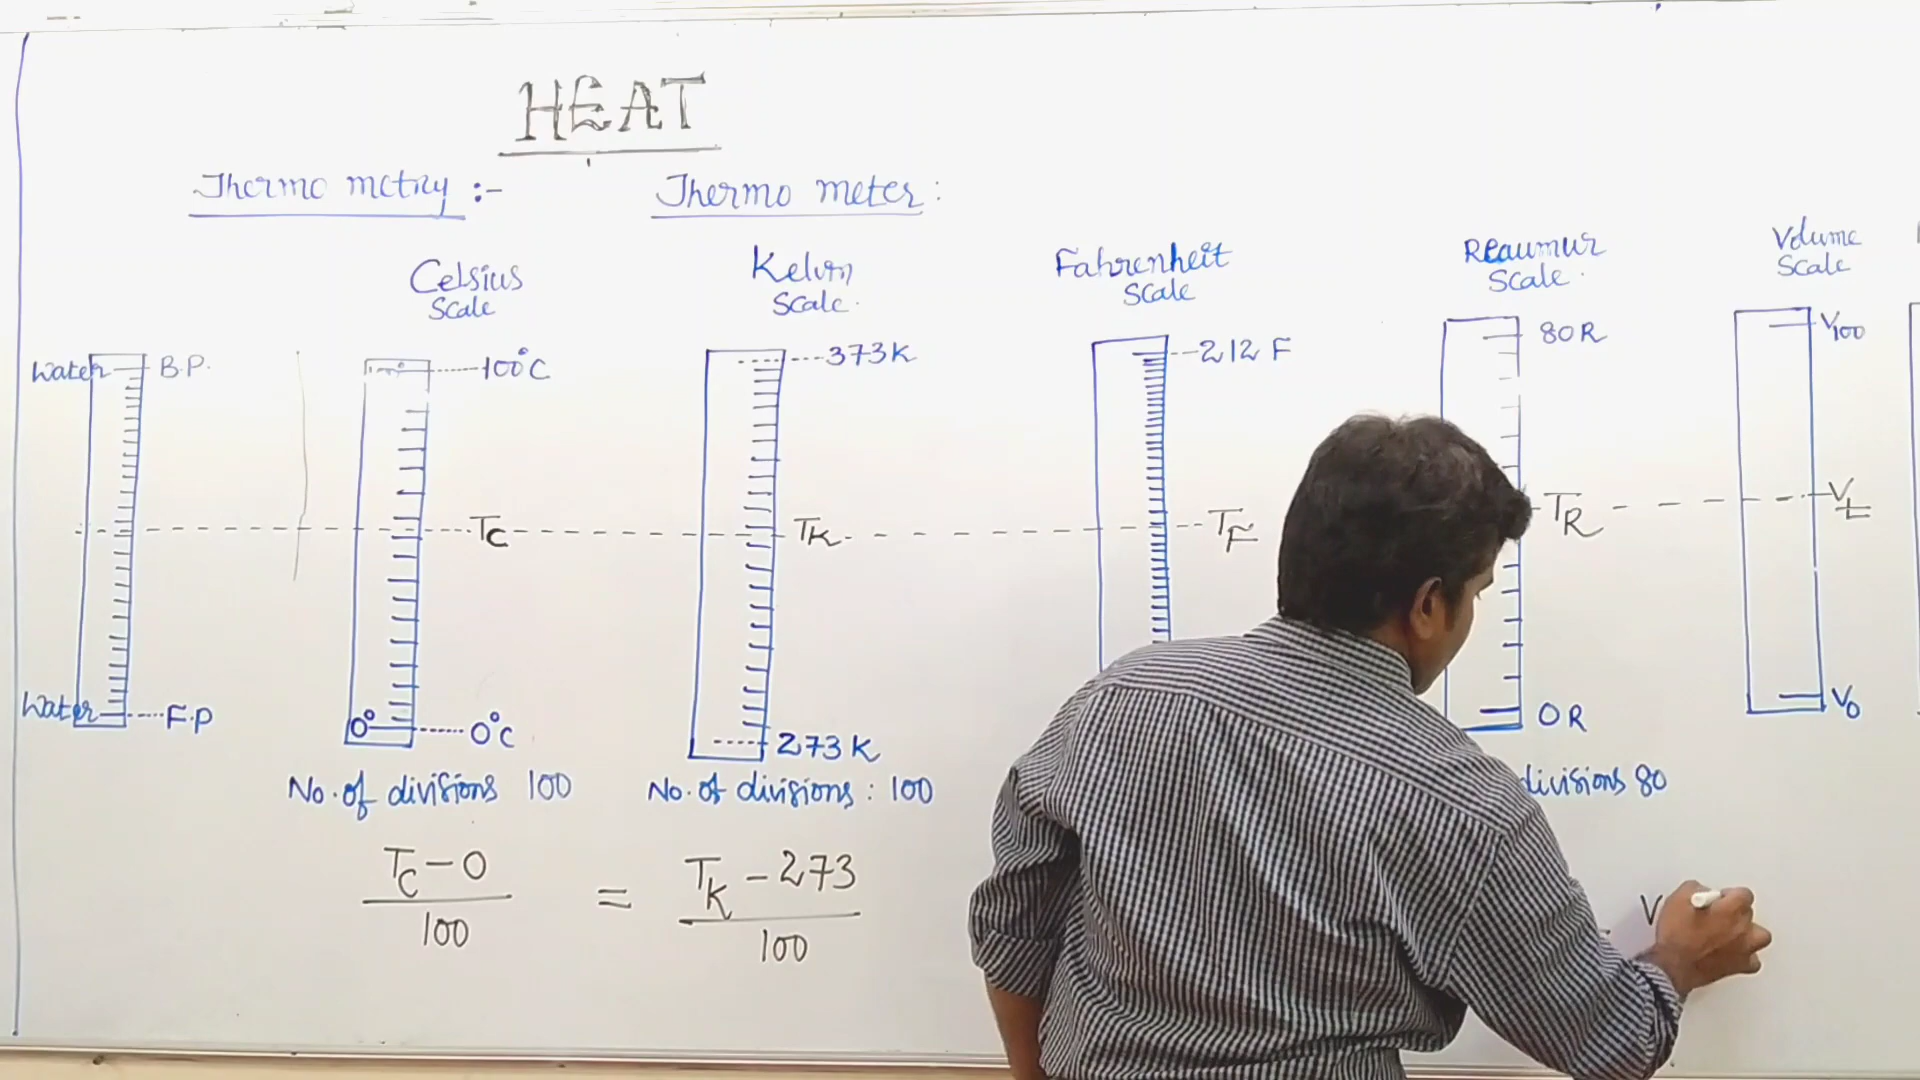 HEAT
Thermo metry :-
Thermo meter :
Celsius
Scale
Kelvin
Scale.
Fahrenheit
Scale
Reaumur
Scale.
Volume
Scale
Water B.P.
100°C
373K
212 F
80R
V100
TC
TK
TF
TR
Vt
Water F.P
0° 0°C
273K
0R
V0
No. of divisions 100
No. of divisions : 100
divisions 80
TC - 0
100
=
TK - 273
100
V